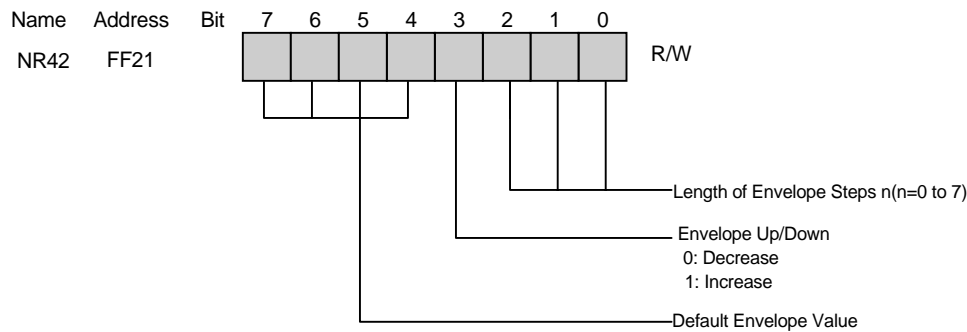 Name Address Bit 7 6 5 4 3 2 1 0
NR42 FF21 R/W
Length of Envelope Steps n(n=0 to 7)
Envelope Up/Down
0: Decrease
1: Increase
Default Envelope Value